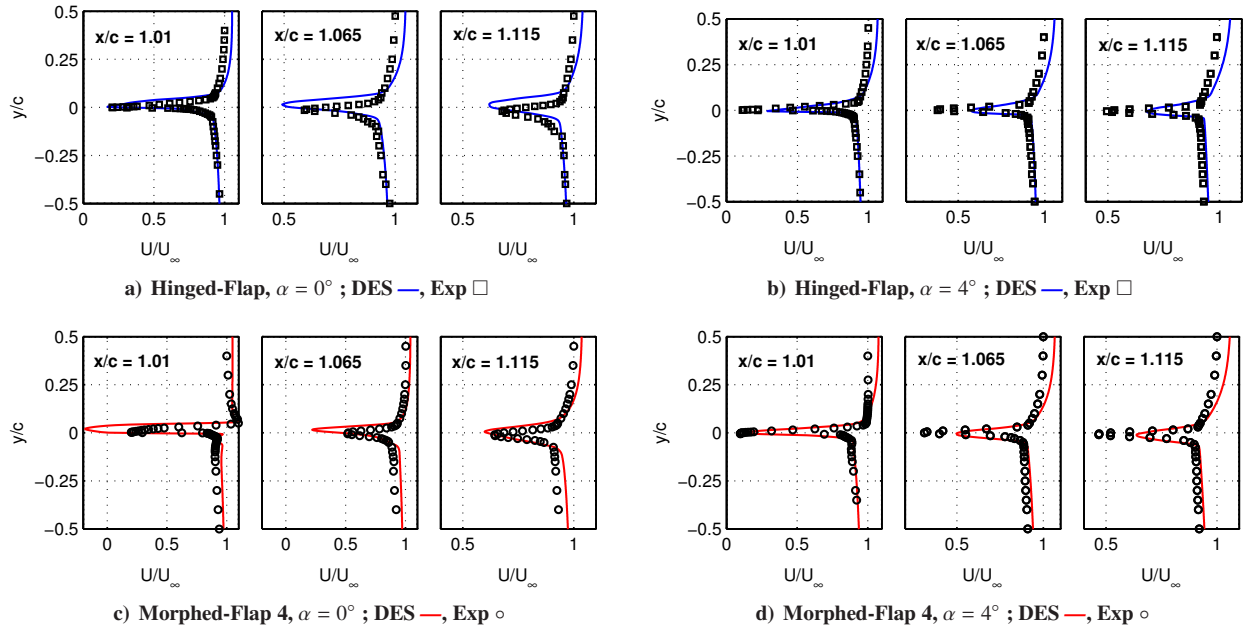 0.5
0.25
0
−0.25
−0.5
y/c
x/c = 1.01
0 0.5 1
U/U∞
x/c = 1.065
0.5 1
U/U∞
x/c = 1.115
0.5 1
U/U∞
a) Hinged-Flap, α = 0° ; DES —, Exp □
0.5
0.25
0
−0.25
−0.5
y/c
x/c = 1.01
0 0.5 1
U/U∞
x/c = 1.065
0.5 1
U/U∞
x/c = 1.115
0.5 1
U/U∞
b) Hinged-Flap, α = 4° ; DES —, Exp □
0.5
0.25
0
−0.25
−0.5
y/c
x/c = 1.01
0 0.5 1
U/U∞
x/c = 1.065
0 0.5 1
U/U∞
x/c = 1.115
0.5 1
U/U∞
c) Morphed-Flap 4, α = 0° ; DES —, Exp ○
0.5
0.25
0
−0.25
−0.5
y/c
x/c = 1.01
0 0.5 1
U/U∞
x/c = 1.065
0.5 1
U/U∞
x/c = 1.115
0.5 1
U/U∞
d) Morphed-Flap 4, α = 4° ; DES —, Exp ○